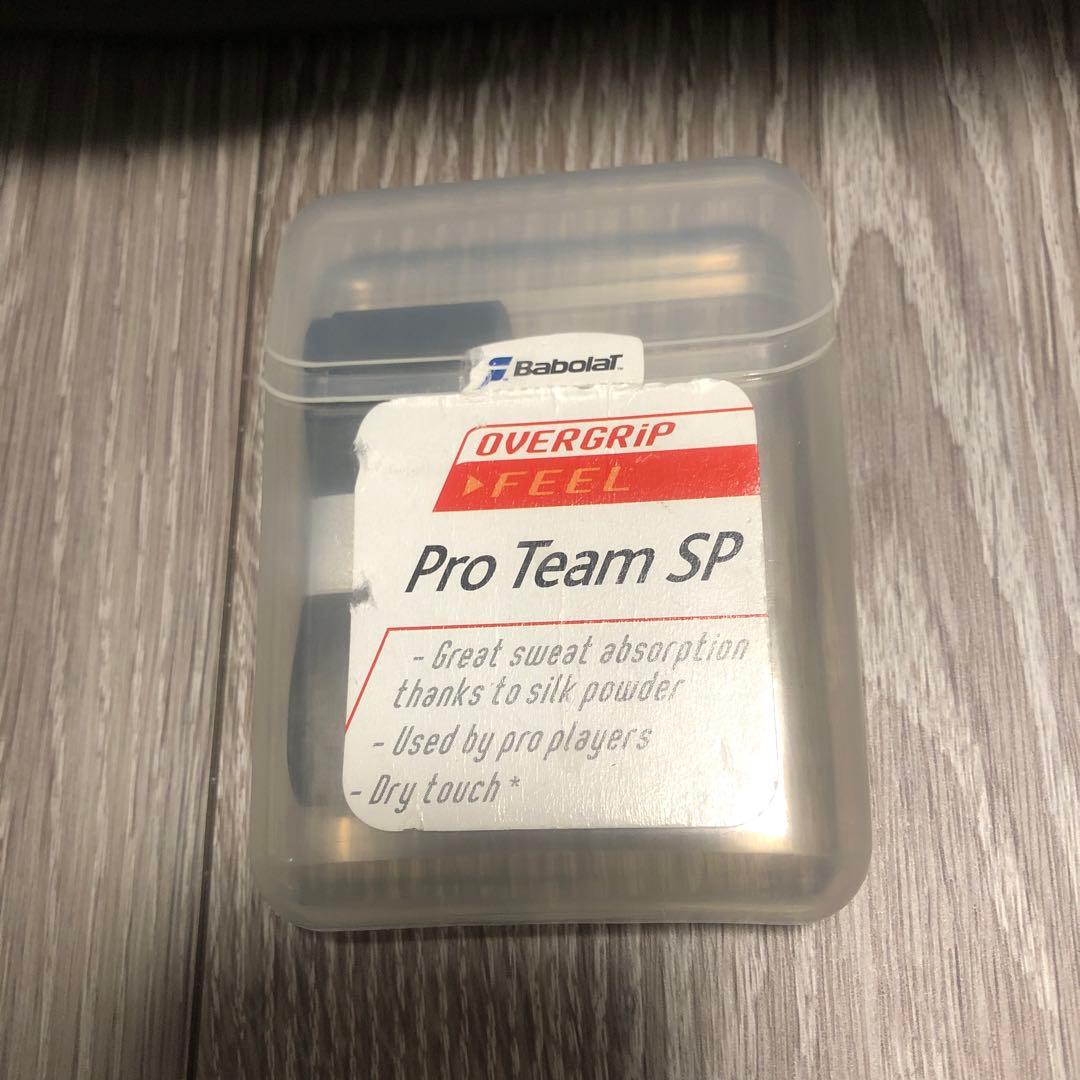 BabolaT
OVERGRiP
FEEL
Pro Team SP
- Great sweat absorption
thanks to silk powder
- Used by pro players
- Dry touch *